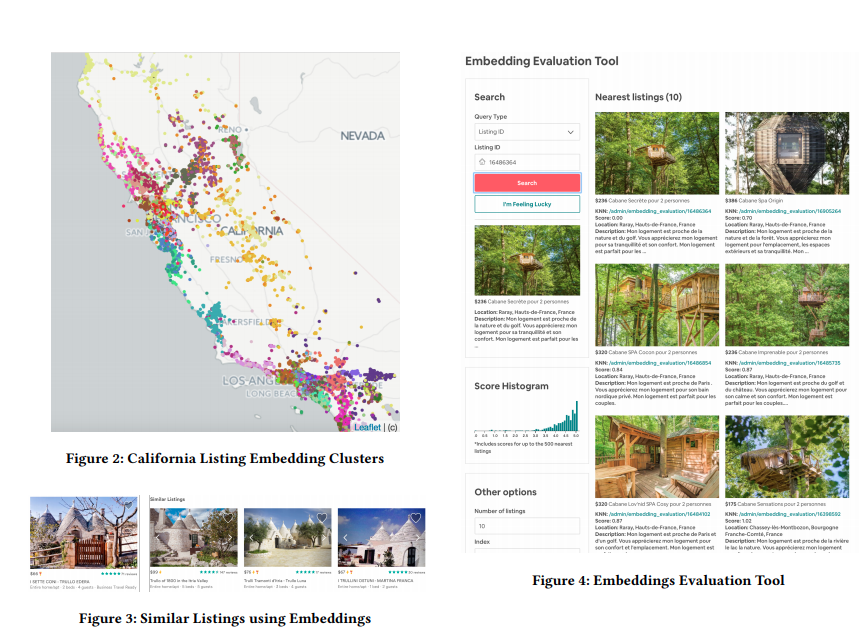 RENO
NEVADA
FRESNO
LONG BEAC
Leaflet | (c)
Figure 2: California Listing Embedding Clusters
Similar Listings
I SETTE CONI - TRULLO EDERA
Entire home/apt · 2 beds · 4 guests · Business Travel Ready
Trullo of 1800 in the Itria Valley
Trulli Tramonti d'Itria - Trullo Luna
I TRULLINI OSTUNI - MARTINA FRANCA
Figure 3: Similar Listings using Embeddings
Embedding Evaluation Tool
Search
Query Type
Listing ID
Listing ID
16486364
Search
I'm Feeling Lucky
$236 Cabane Secrète pour 2 personnes
Location: Raray, Hauts-de-France, France
Description: Mon logement est proche de
la nature et du golf. Vous apprécierez mon
logement pour sa tranquillité et son
confort. Mon logement est parfait pour les
...
Score Histogram
.0 0.5 1.0 1.5 2.0 2.5 3.0 3.5 4.0 4.5 5.0
*Includes scores for up to the 500 nearest
listings
Other options
Number of listings
10
Index
Nearest listings (10)
$236 Cabane Secrète pour 2 personnes
KNN: /admin/embedding_evaluation/16486364
Score: 0.00
Location: Raray, Hauts-de-France, France
Description: Mon logement est proche de la
nature et du golf. Vous apprécierez mon logement
pour sa tranquillité et son confort. Mon logement
est parfait pour les ...
$386 Cabane Spa Origin
KNN: /admin/embedding_evaluation/16905264
Score: 0.70
Location: Raray, Hauts-de-France, France
Description: Mon logement est proche de la
nature et de la forêt. Vous apprécierez mon
logement pour l'emplacement, les espaces
extérieurs et sa tranquillité. Mon ...
$320 Cabane SPA Cocon pour 2 personnes
KNN: /admin/embedding_evaluation/16486854
Score: 0.84
Location: Raray, Hauts-de-France, France
Description: Mon logement est proche de Paris .
Vous apprécierez mon logement pour son bain
nordique privé. Mon logement est parfait pour les
couples.
$236 Cabane Imprenable pour 2 personnes
KNN: /admin/embedding_evaluation/16485735
Score: 0.87
Location: Raray, Hauts-de-France, France
Description: Mon logement est proche du golf et
du château. Vous apprécierez mon logement pour
son calme et son confort. Mon logement est
parfait pour les couples....
$320 Cabane Lov'nid SPA Cosy pour 2 personnes
KNN: /admin/embedding_evaluation/16484102
Score: 0.87
Location: Raray, Hauts-de-France, France
Description: Mon logement est proche de Paris et
d'un golf. Vous apprécierez mon logement pour
son confort et l'emplacement. Mon logement est
$175 Cabane Sensations pour 2 personnes
KNN: /admin/embedding_evaluation/16398592
Score: 1.02
Location: Chassey-lès-Montbozon, Bourgogne
Franche-Comté, France
Description: Mon logement est proche de la rivière
le lac la nature. Vous apprécierez mon logement
Figure 4: Embeddings Evaluation Tool